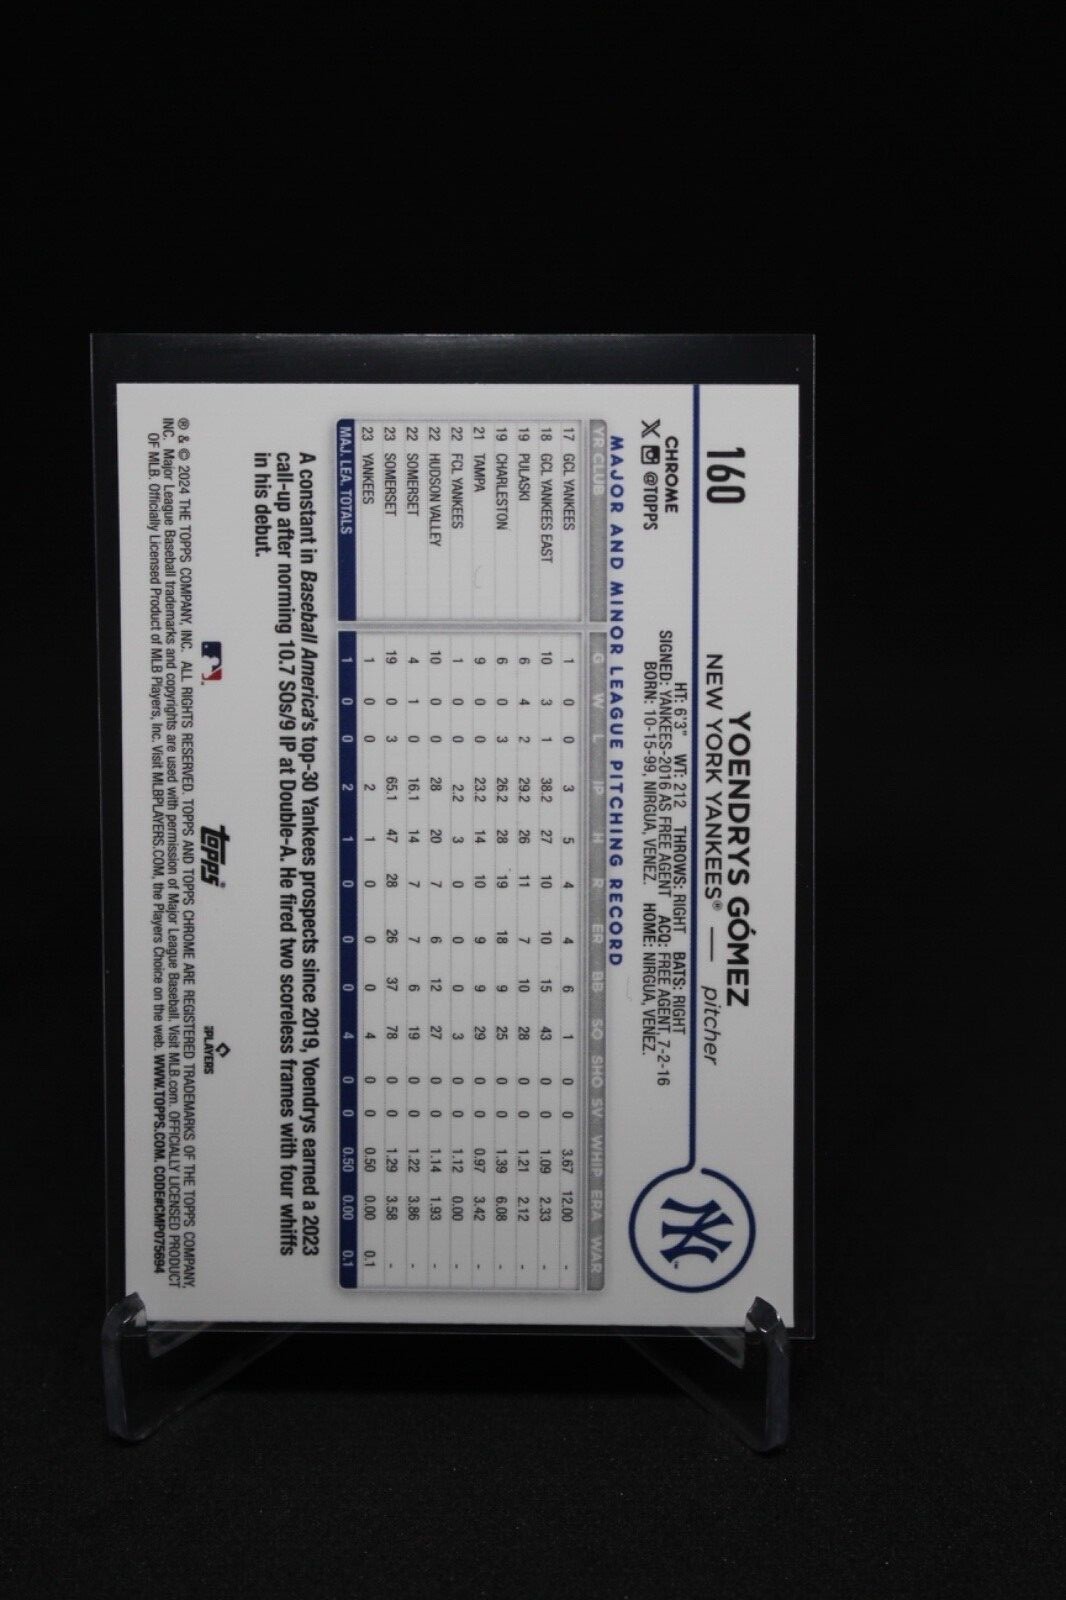 160
YOENDRYS GÓMEZ
NEW YORK YANKEES® — pitcher
CHROME
@TOPPS
HT: 6'3" WT: 212 THROWS: RIGHT BATS: RIGHT
SIGNED: YANKEES-2016 AS FREE AGENT ACQ: FREE AGENT, 7-2-16
BORN: 10-15-99, NIRGUA, VENEZ. HOME: NIRGUA, VENEZ.
NY
MAJOR AND MINOR LEAGUE PITCHING RECORD
YR CLUB G W L IP H R ER BB SO SHO SV WHIP ERA WAR
17 GCL YANKEES 1 0 0 3 5 4 4 6 1 0 0 3.67 12.00 -
18 GCL YANKEES EAST 10 3 1 38.2 27 10 10 15 43 0 0 1.09 2.33 -
19 PULASKI 6 4 2 29.2 26 11 7 10 28 0 0 1.21 2.12 -
19 CHARLESTON 6 0 3 26.2 28 19 18 9 25 0 0 1.39 6.08 -
21 TAMPA 9 0 0 23.2 14 10 9 9 29 0 0 0.97 3.42 -
22 FCL YANKEES 1 0 0 2.2 3 0 0 0 3 0 0 1.12 0.00 -
22 HUDSON VALLEY 10 0 0 28 20 7 6 12 27 0 0 1.14 1.93 -
22 SOMERSET 4 1 0 16.1 14 7 7 6 19 0 0 1.22 3.86 -
23 SOMERSET 19 0 3 65.1 47 28 26 37 78 0 0 1.29 3.58 -
23 YANKEES 1 0 0 2 1 0 0 0 4 0 0 0.50 0.00 0.1
MAJ. LEA. TOTALS 1 0 0 2 1 0 0 0 4 0 0 0.50 0.00 0.1
A constant in Baseball America's top-30 Yankees prospects since 2019, Yoendrys earned a 2023
call-up after norming 10.7 SOs/9 IP at Double-A. He fired two scoreless frames with four whiffs
in his debut.
topps®
PLAYERS
® & © 2024 THE TOPPS COMPANY, INC. ALL RIGHTS RESERVED. TOPPS AND TOPPS CHROME ARE REGISTERED TRADEMARKS OF THE TOPPS COMPANY,
INC. Major League Baseball trademarks and copyrights are used with permission of Major League Baseball. Visit MLB.com. OFFICIALLY LICENSED PRODUCT
OF MLB. Officially Licensed Product of MLB Players, Inc. Visit MLBPLAYERS.COM, the Players Choice on the web. WWW.TOPPS.COM. CODE#CMP075694